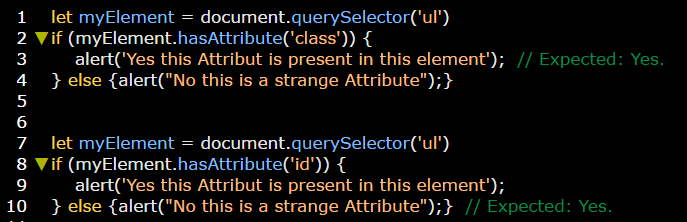 1 let myElement = document.querySelector('ul')
2 if (myElement.hasAttribute('class')) {
3 alert('Yes this Attribut is present in this element'); // Expected: Yes.
4 } else {alert("No this is a strange Attribute");}
5
6
7 let myElement = document.querySelector('ul')
8 if (myElement.hasAttribute('id')) {
9 alert('Yes this Attribut is present in this element');
10 } else {alert("No this is a strange Attribute");} // Expected: Yes.